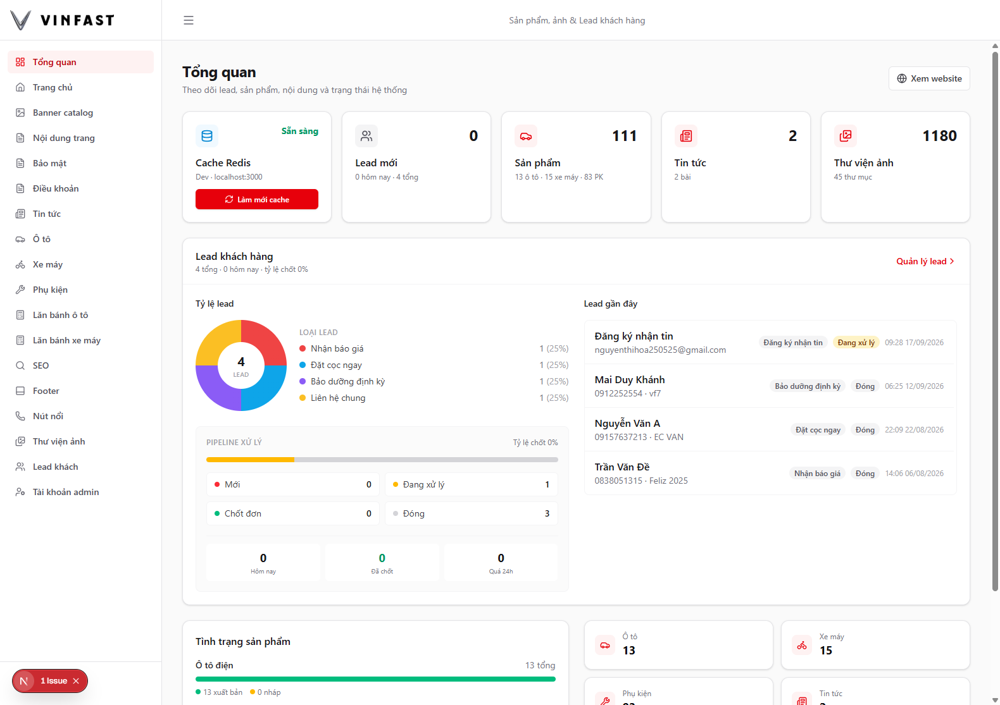 VINFAST
Sản phẩm, ảnh & Lead khách hàng
Tổng quan
Trang chủ
Banner catalog
Nội dung trang
Bảo mật
Điều khoản
Tin tức
Ô tô
Xe máy
Phụ kiện
Lăn bánh ô tô
Lăn bánh xe máy
SEO
Footer
Nút nổi
Thư viện ảnh
Lead khách
Tài khoản admin
N 1 Issue
Tổng quan
Theo dõi lead, sản phẩm, nội dung và trạng thái hệ thống
Xem website
Sẵn sàng
Cache Redis
Dev · localhost:3000
Làm mới cache
0
Lead mới
0 hôm nay · 4 tổng
111
Sản phẩm
13 ô tô · 15 xe máy · 83 PK
2
Tin tức
2 bài
1180
Thư viện ảnh
45 thư mục
Lead khách hàng
4 tổng · 0 hôm nay · tỷ lệ chốt 0%
Quản lý lead
Tỷ lệ lead
4
LEAD
LOẠI LEAD
Nhận báo giá 1 (25%)
Đặt cọc ngay 1 (25%)
Bảo dưỡng định kỳ 1 (25%)
Liên hệ chung 1 (25%)
PIPELINE XỬ LÝ Tỷ lệ chốt 0%
Mới 0
Đang xử lý 1
Chốt đơn 0
Đóng 3
0
Hôm nay
0
Đã chốt
0
Quá 24h
Lead gần đây
Đăng ký nhận tin
nguyenthihoa250525@gmail.com
Đăng ký nhận tin Đang xử lý 09:28 17/09/2026
Mai Duy Khánh
0912252554 · vf7
Bảo dưỡng định kỳ Đóng 06:25 12/09/2026
Nguyễn Văn A
09157637213 · EC VAN
Đặt cọc ngay Đóng 22:09 22/08/2026
Trần Văn Đề
0838051315 · Feliz 2025
Nhận báo giá Đóng 14:06 06/08/2026
Tình trạng sản phẩm
Ô tô điện 13 tổng
13 xuất bản 0 nháp
Ô tô
13
Xe máy
15
Phụ kiện
Tin tức